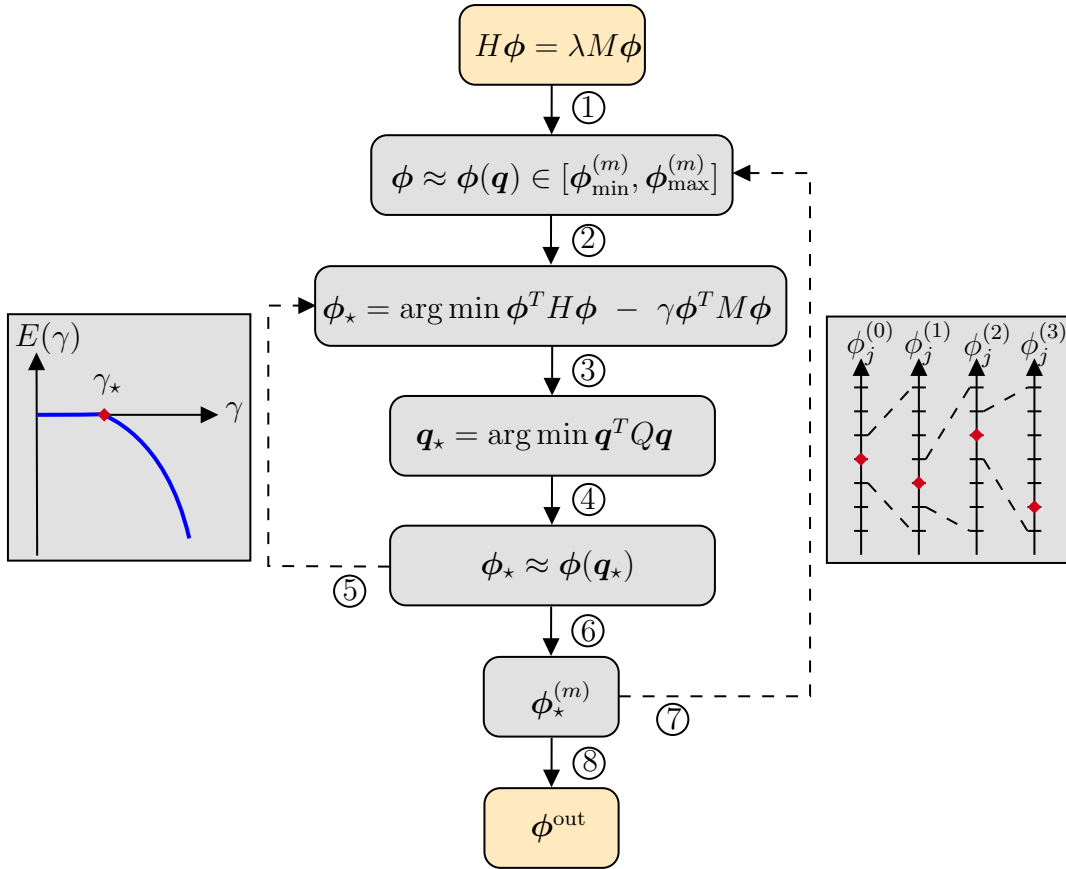 Hϕ = λMϕ
①
ϕ ≈ ϕ(q) ∈ [ϕ_min^(m), ϕ_max^(m)]
②
ϕ⋆ = arg min ϕ^T Hϕ − γϕ^T Mϕ
③
q⋆ = arg min q^T Qq
④
ϕ⋆ ≈ ϕ(q⋆)
⑤
⑥
ϕ⋆^(m)
⑦
⑧
ϕ^out
E(γ)
γ⋆
γ
ϕ_j^(0) ϕ_j^(1) ϕ_j^(2) ϕ_j^(3)